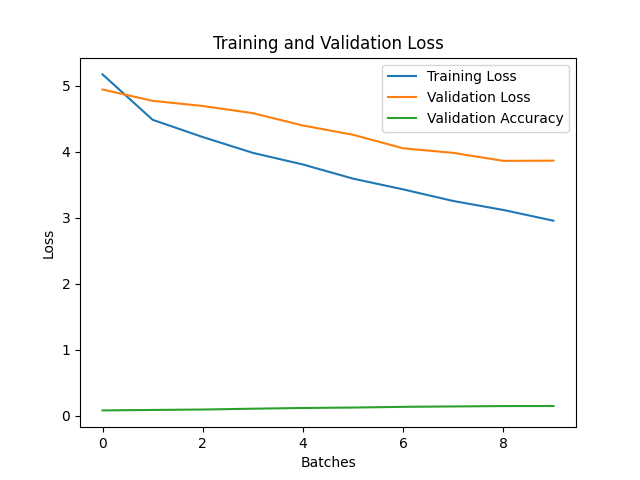 Training and Validation Loss
Training Loss
Validation Loss
Validation Accuracy
Loss
5
4
3
2
1
0
0 2 4 6 8
Batches